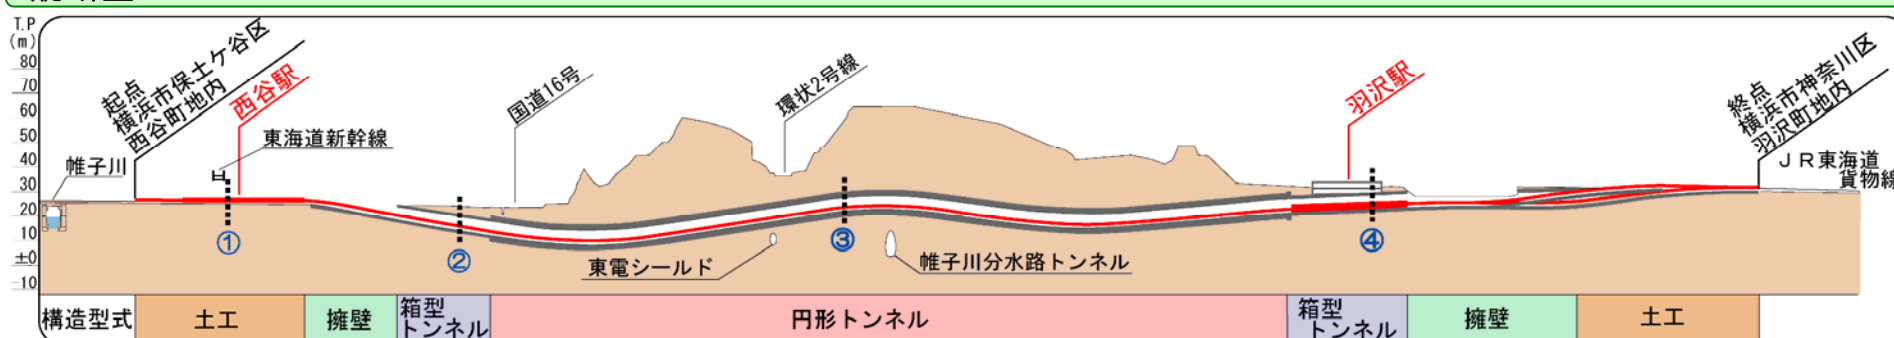 T.P
(m)
80
70
60
50
40
30
20
10
±0
-10
起点
横浜市保土ケ谷区
西谷町地内
西谷駅
東海道新幹線
帷子川
国道16号
環状2号線
羽沢駅
終点
横浜市神奈川区
羽沢町地内
JR東海道
貨物線
①
②
③
④
東電シールド
帷子川分水路トンネル
構造型式
土工
擁壁
箱型
トンネル
円形トンネル
箱型
トンネル
擁壁
土工